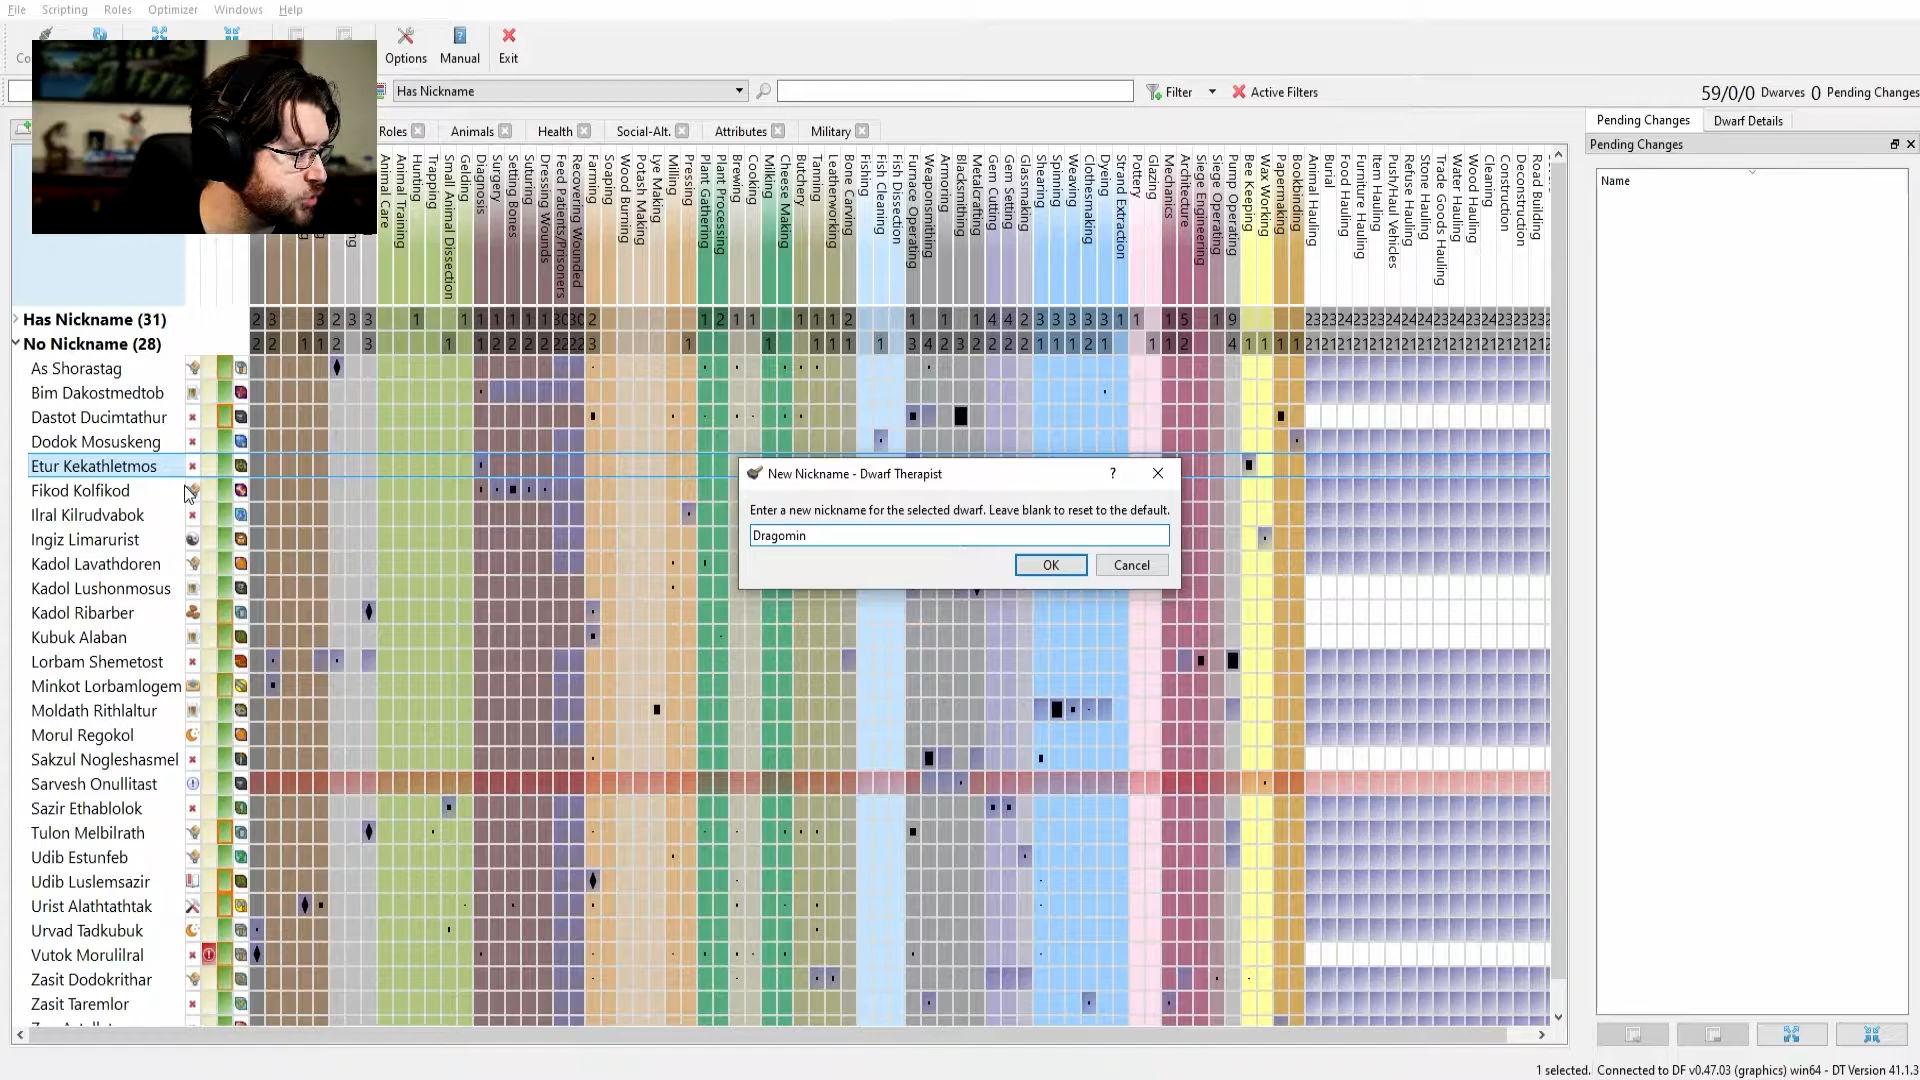 File Scripting Roles Optimizer Windows Help
Options Manual Exit
Has Nickname
Filter Active Filters
59/0/0 Dwarves 0 Pending Changes
Roles Animals Health Social-Alt. Attributes Military
Pending Changes Dwarf Details
Pending Changes
Name
Animal Care
Animal Training
Hunting
Trapping
Small Animal Dissection
Gelding
Diagnosis
Surgery
Setting Bones
Suturing
Dressing Wounds
Feed Patients/Prisoners
Recovering Wounded
Farming
Soaping
Wood Burning
Potash Making
Lye Making
Milling
Pressing
Plant Gathering
Plant Processing
Brewing
Cooking
Milking
Cheese Making
Butchery
Tanning
Leatherworking
Bone Carving
Fishing
Fish Cleaning
Fish Dissection
Furnace Operating
Weaponsmithing
Armoring
Blacksmithing
Metalcrafting
Gem Cutting
Gem Setting
Glassmaking
Shearing
Spinning
Weaving
Clothesmaking
Dyeing
Strand Extraction
Pottery
Glazing
Mechanics
Architecture
Siege Engineering
Siege Operating
Pump Operating
Bee Keeping
Wax Working
Papermaking
Bookbinding
Animal Hauling
Burial
Food Hauling
Furniture Hauling
Item Hauling
Push/Haul Vehicles
Refuse Hauling
Stone Hauling
Trade Goods Hauling
Water Hauling
Wood Hauling
Cleaning
Construction
Deconstruction
Road Building
Has Nickname (31)
No Nickname (28)
As Shorastag
Bim Dakostmedtob
Dastot Ducimtathur
Dodok Mosuskeng
Etur Kekathletmos
Fikod Kolfikod
Ilral Kilrudvabok
Ingiz Limarurist
Kadol Lavathdoren
Kadol Lushonmosus
Kadol Ribarber
Kubuk Alaban
Lorbam Shemetost
Minkot Lorbamlogem
Moldath Rithlaltur
Morul Regokol
Sakzul Nogleshasmel
Sarvesh Onullitast
Sazir Ethablolok
Tulon Melbilrath
Udib Estunfeb
Udib Luslemsazir
Urist Alathtathtak
Urvad Tadkubuk
Vutok Morulilral
Zasit Dodokrithar
Zasit Taremlor
New Nickname - Dwarf Therapist
Enter a new nickname for the selected dwarf. Leave blank to reset to the default.
Dragomin
OK Cancel
1 selected. Connected to DF v0.47.03 (graphics) win64 - DT Version 41.1.3